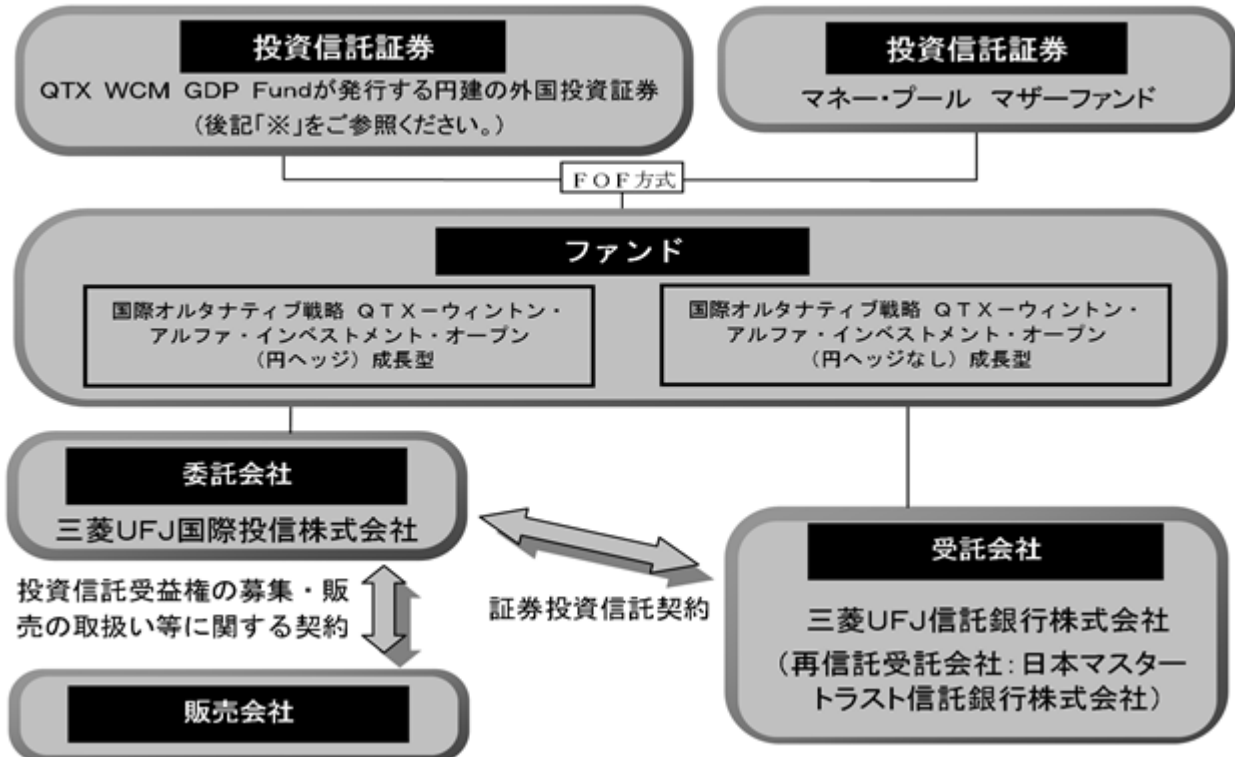 投資信託証券
QTX WCM GDP Fundが発行する円建の外国投資証券
（後記「※」をご参照ください。）
投資信託証券
マネー・プール マザーファンド
ＦＯＦ方式
ファンド
国際オルタナティブ戦略 ＱＴＸ－ウィントン・
アルファ・インベストメント・オープン
（円ヘッジ）成長型
国際オルタナティブ戦略 ＱＴＸ－ウィントン・
アルファ・インベストメント・オープン
（円ヘッジなし）成長型
委託会社
三菱ＵＦＪ国際投信株式会社
投資信託受益権の募集・販
売の取扱い等に関する契約
証券投資信託契約
受託会社
三菱ＵＦＪ信託銀行株式会社
（再信託受託会社：日本マスター
トラスト信託銀行株式会社）
販売会社